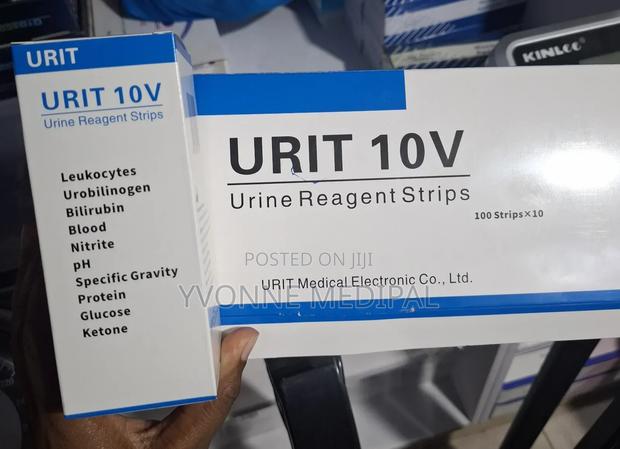 URIT
URIT 10V
Urine Reagent Strips
Leukocytes
Urobilinogen
Bilirubin
Blood
Nitrite
pH
Specific Gravity
Protein
Glucose
Ketone
URIT 10V
Urine Reagent Strips
100 Strips×10
URIT Medical Electronic Co., Ltd.
KINLEE
POSTED ON JIJI
YVONNE MEDIPAL